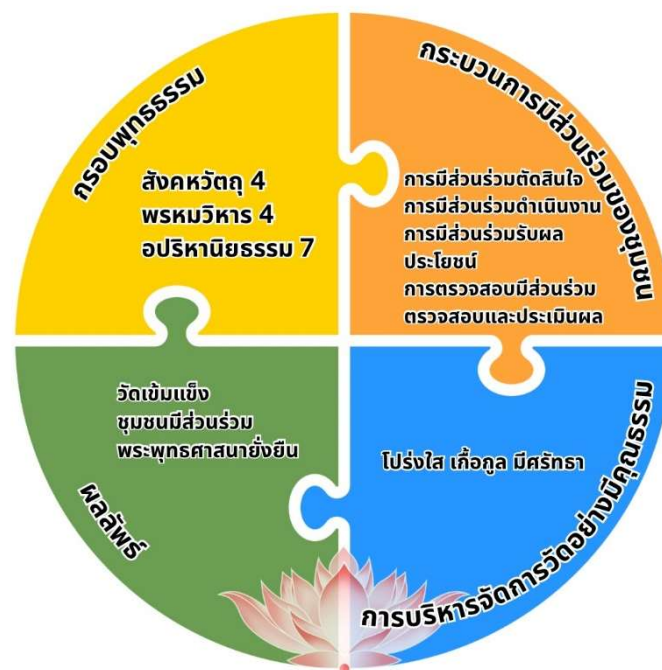 กรอบพุทธธรรม
สังคหวัตถุ 4
พรหมวิหาร 4
อปริหานิยธรรม 7
กระบวนการมีส่วนร่วมของชุมชน
การมีส่วนร่วมตัดสินใจ
การมีส่วนร่วมดำเนินงาน
การมีส่วนร่วมรับผล
ประโยชน์
การตรวจสอบมีส่วนร่วม
ตรวจสอบและประเมินผล
วัดเข้มแข็ง
ชุมชนมีส่วนร่วม
พระพุทธศาสนายั่งยืน
ผลลัพธ์
โปร่งใส เกื้อกูล มีศรัทธา
การบริหารจัดการวัดอย่างมีคุณธรรม